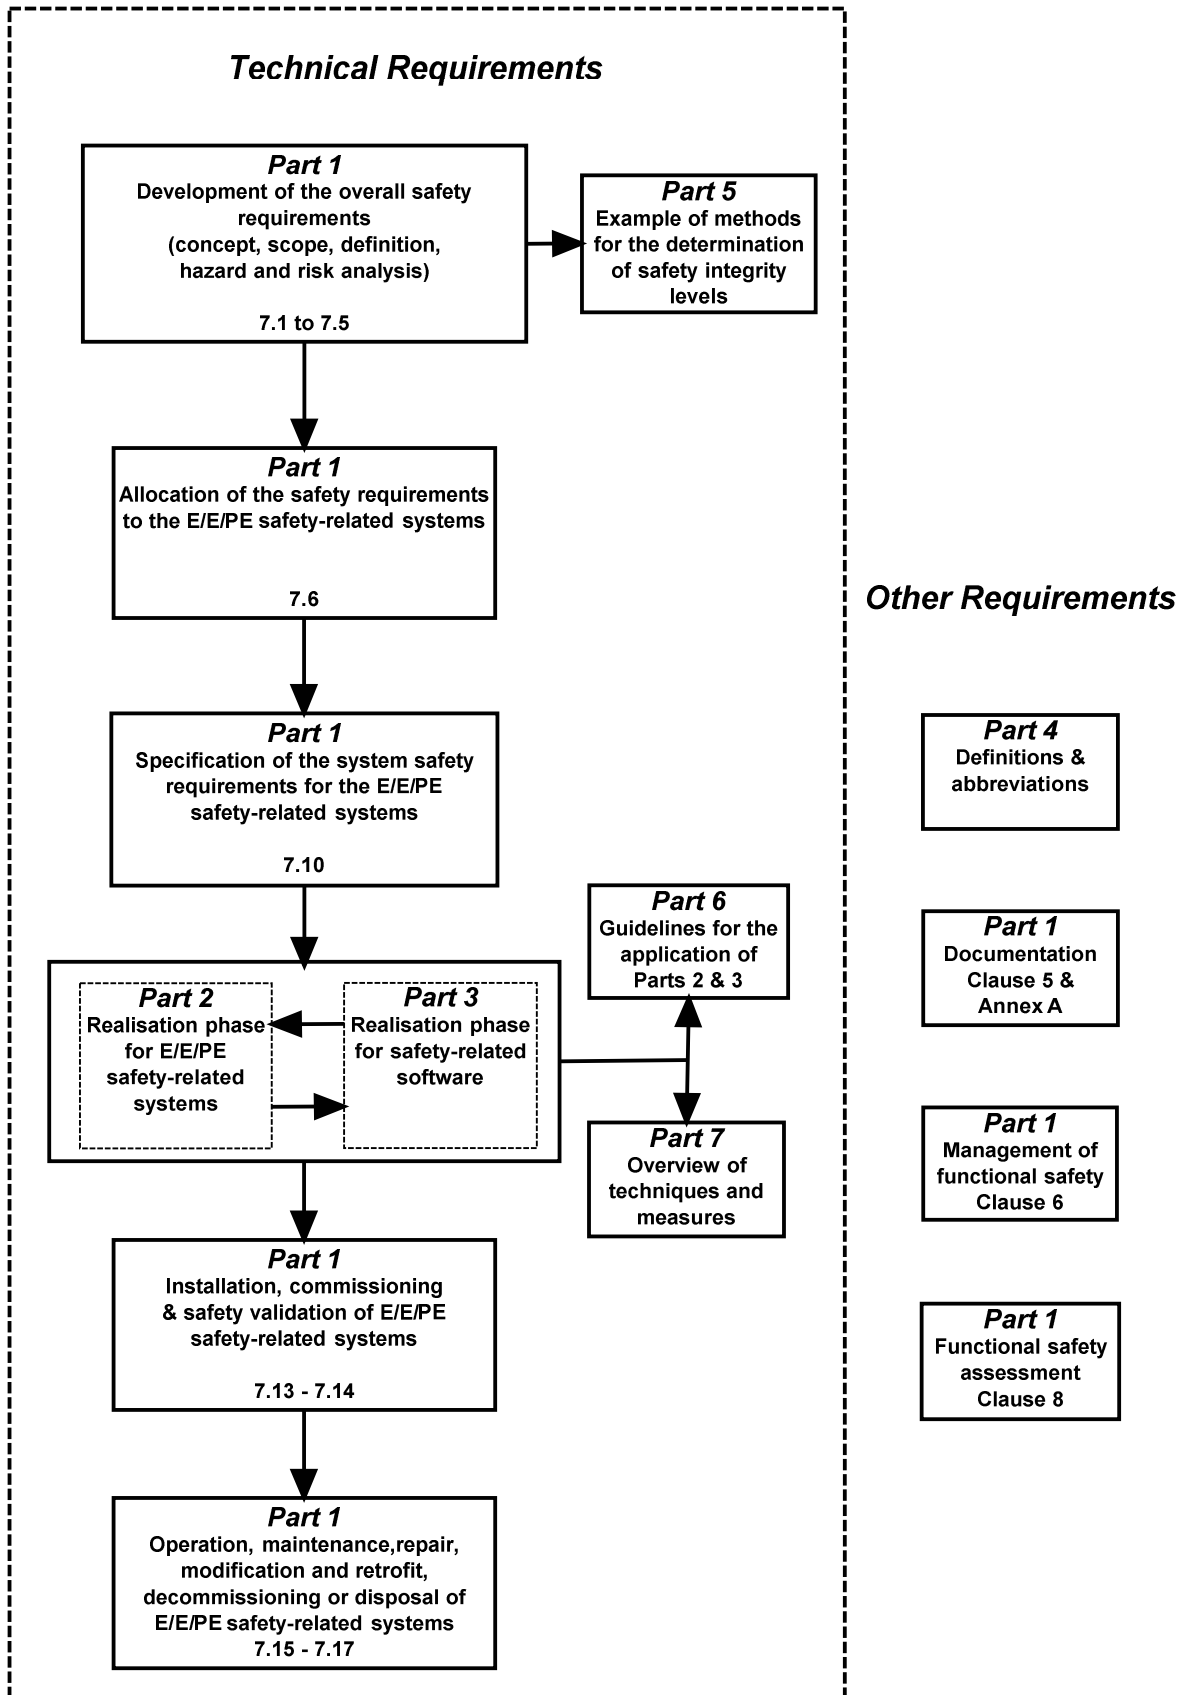 Technical Requirements
Part 1
Development of the overall safety
requirements
(concept, scope, definition,
hazard and risk analysis)
7.1 to 7.5
Part 5
Example of methods
for the determination
of safety integrity
levels
Part 1
Allocation of the safety requirements
to the E/E/PE safety-related systems
7.6
Part 1
Specification of the system safety
requirements for the E/E/PE
safety-related systems
7.10
Part 2
Realisation phase
for E/E/PE
safety-related
systems
Part 3
Realisation phase
for safety-related
software
Part 6
Guidelines for the
application of
Parts 2 & 3
Part 7
Overview of
techniques and
measures
Part 1
Installation, commissioning
& safety validation of E/E/PE
safety-related systems
7.13 - 7.14
Part 1
Operation, maintenance,repair,
modification and retrofit,
decommissioning or disposal of
E/E/PE safety-related systems
7.15 - 7.17
Other Requirements
Part 4
Definitions &
abbreviations
Part 1
Documentation
Clause 5 &
Annex A
Part 1
Management of
functional safety
Clause 6
Part 1
Functional safety
assessment
Clause 8